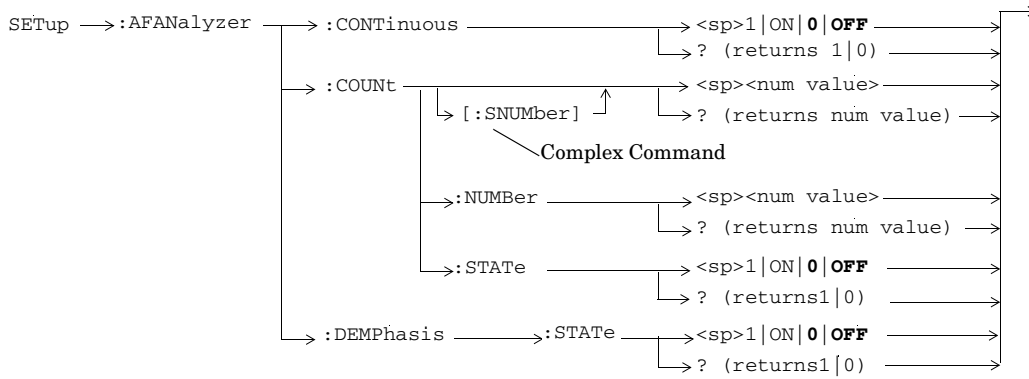 SETup :AFANalyzer :CONTinuous <sp>1|ON|0|OFF
? (returns 1|0)
:COUNt <sp><num value>
[:SNUMber] ? (returns num value)
Complex Command
:NUMBer <sp><num value>
? (returns num value)
:STATe <sp>1|ON|0|OFF
? (returns1|0)
:DEMPhasis :STATe <sp>1|ON|0|OFF
? (returns1|0)